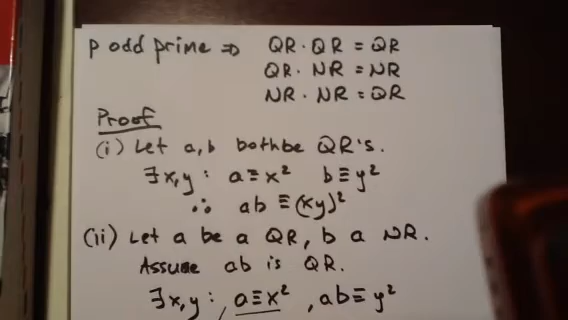 p odd prime ⇒ QR · QR = QR
QR · NR = NR
NR · NR = QR
Proof
(i) Let a, b both be QR's.
∃x,y : a ≡ x² b ≡ y²
∴ ab ≡ (xy)²
(ii) Let a be a QR, b a NR.
Assume ab is QR.
∃x,y : , a ≡ x² , ab ≡ y²